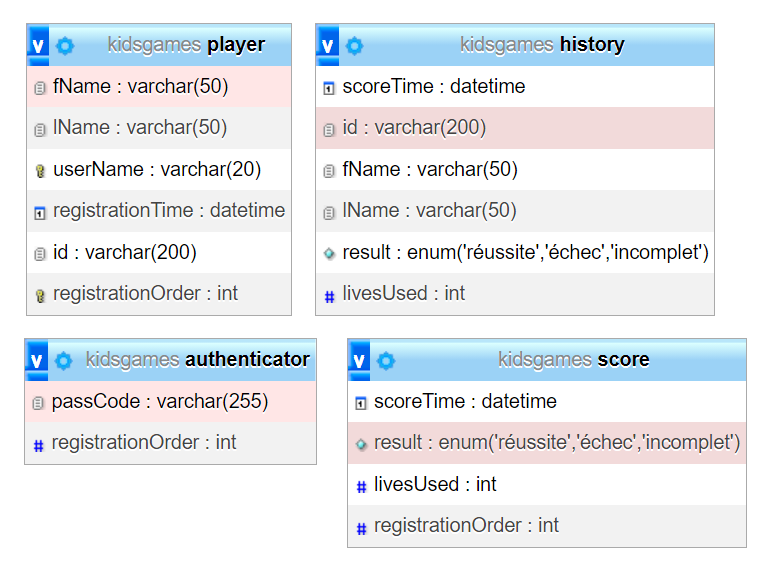 v kidsgames player
fName : varchar(50)
lName : varchar(50)
userName : varchar(20)
registrationTime : datetime
id : varchar(200)
registrationOrder : int
v kidsgames history
scoreTime : datetime
id : varchar(200)
fName : varchar(50)
lName : varchar(50)
result : enum('réussite','échec','incomplet')
# livesUsed : int
v kidsgames authenticator
passCode : varchar(255)
# registrationOrder : int
v kidsgames score
scoreTime : datetime
result : enum('réussite','échec','incomplet')
# livesUsed : int
# registrationOrder : int